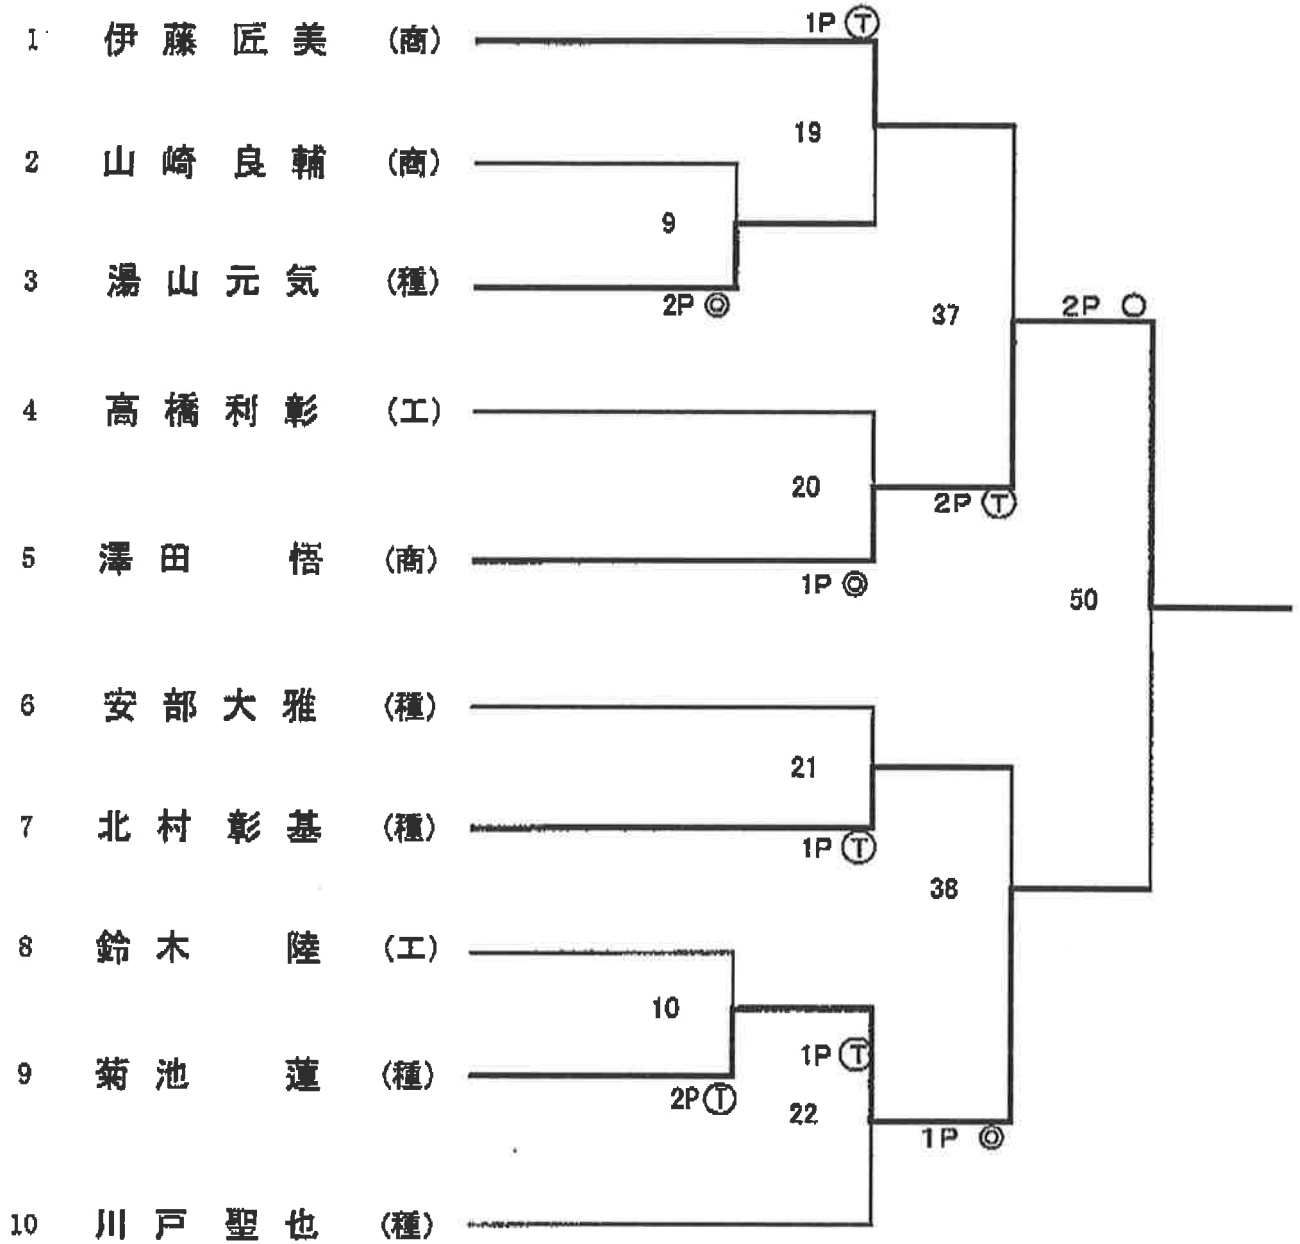 1 伊藤匠美 (商)
1P Ⓣ
19
2 山崎良輔 (商)
9
3 湯山元気 (種)
2P ◎
37
2P ○
4 高橋利彰 (工)
20
2P Ⓣ
5 澤田 悟 (商)
1P ◎
50
6 安部大雅 (種)
21
7 北村彰基 (種)
1P Ⓣ
38
8 鈴木 陸 (工)
10
1P Ⓣ
9 菊池 蓮 (種)
2P Ⓣ
22
1P ◎
10 川戸聖也 (種)